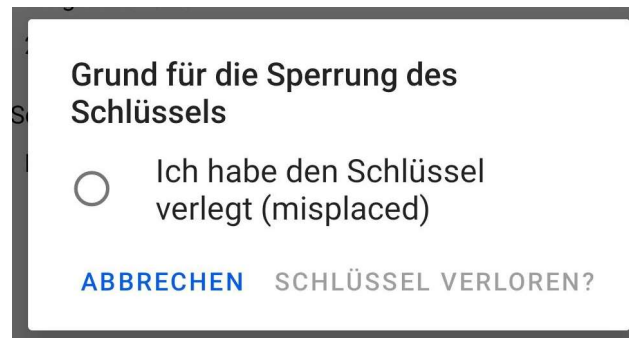 Grund für die Sperrung des
Schlüssels
Ich habe den Schlüssel
verlegt (misplaced)
ABBRECHEN SCHLÜSSEL VERLOREN?